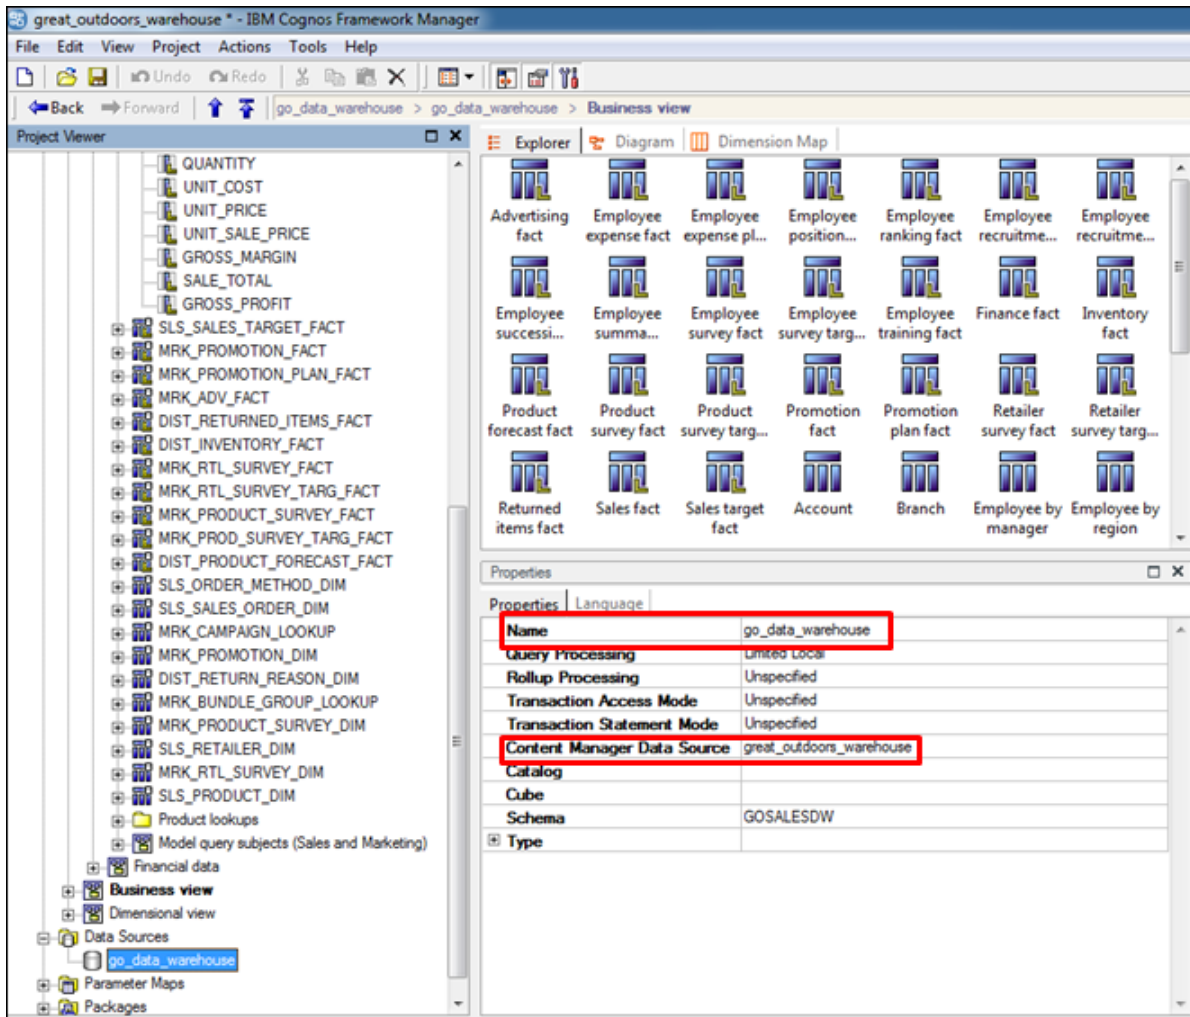 great_outdoors_warehouse * - IBM Cognos Framework Manager
File Edit View Project Actions Tools Help
Undo Redo
Back Forward go_data_warehouse > go_data_warehouse > Business view
Project Viewer
QUANTITY
UNIT_COST
UNIT_PRICE
UNIT_SALE_PRICE
GROSS_MARGIN
SALE_TOTAL
GROSS_PROFIT
SLS_SALES_TARGET_FACT
MRK_PROMOTION_FACT
MRK_PROMOTION_PLAN_FACT
MRK_ADV_FACT
DIST_RETURNED_ITEMS_FACT
DIST_INVENTORY_FACT
MRK_RTL_SURVEY_FACT
MRK_RTL_SURVEY_TARG_FACT
MRK_PRODUCT_SURVEY_FACT
MRK_PROD_SURVEY_TARG_FACT
DIST_PRODUCT_FORECAST_FACT
SLS_ORDER_METHOD_DIM
SLS_SALES_ORDER_DIM
MRK_CAMPAIGN_LOOKUP
MRK_PROMOTION_DIM
DIST_RETURN_REASON_DIM
MRK_BUNDLE_GROUP_LOOKUP
MRK_PRODUCT_SURVEY_DIM
SLS_RETAILER_DIM
MRK_RTL_SURVEY_DIM
SLS_PRODUCT_DIM
Product lookups
Model query subjects (Sales and Marketing)
Financial data
Business view
Dimensional view
Data Sources
go_data_warehouse
Parameter Maps
Packages
Explorer Diagram Dimension Map
Advertising Employee Employee Employee Employee Employee Employee
fact expense fact expense pl... position... ranking fact recruitme... recruitme...
Employee Employee Employee Employee Employee Finance fact Inventory
successi... summa... survey fact survey targ... training fact fact
Product Product Product Promotion Promotion Retailer Retailer
forecast fact survey fact survey targ... fact plan fact survey fact survey targ...
Returned Sales fact Sales target Account Branch Employee by Employee by
items fact fact manager region
Properties
Properties Language
Name go_data_warehouse
Query Processing Limited Local
Rollup Processing Unspecified
Transaction Access Mode Unspecified
Transaction Statement Mode Unspecified
Content Manager Data Source great_outdoors_warehouse
Catalog
Cube
Schema GOSALESDW
Type